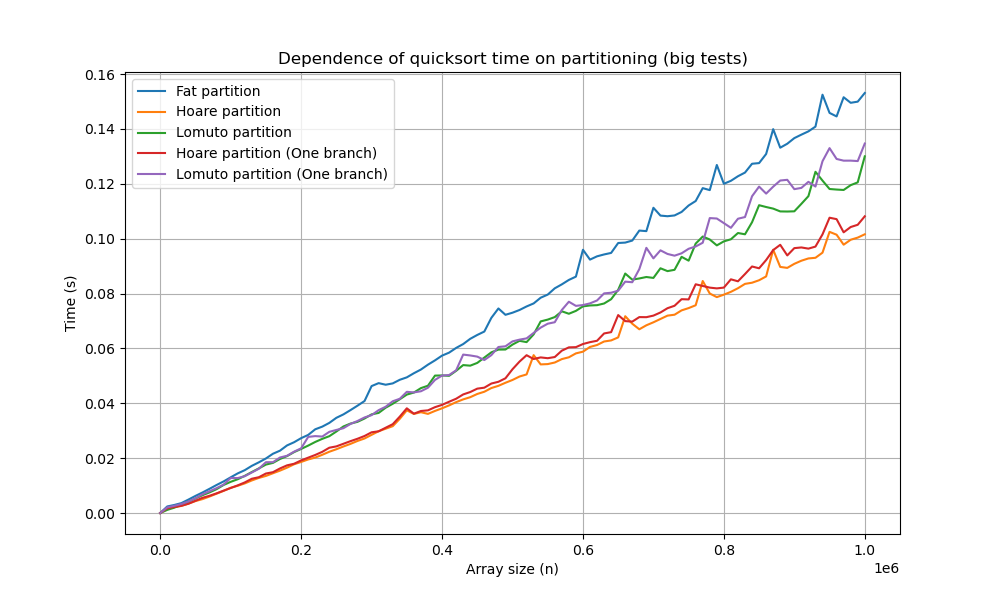 Dependence of quicksort time on partitioning (big tests)
Fat partition
Hoare partition
Lomuto partition
Hoare partition (One branch)
Lomuto partition (One branch)
Time (s)
0.16
0.14
0.12
0.10
0.08
0.06
0.04
0.02
0.00
0.0 0.2 0.4 0.6 0.8 1.0
1e6
Array size (n)